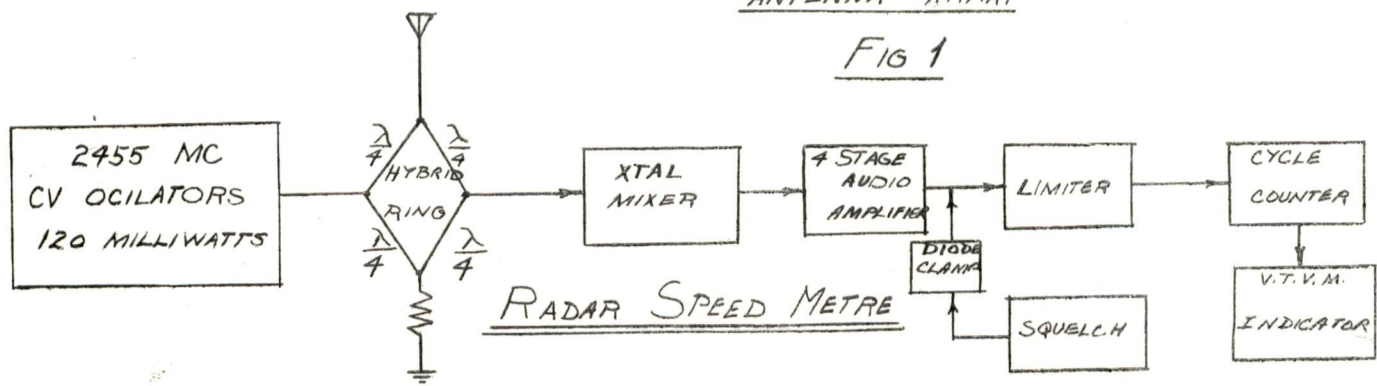 FIG 1
2455 MC
CV OCILATORS
120 MILLIWATTS
λ/4
λ/4
HYBRID
RING
λ/4
λ/4
XTAL
MIXER
4 STAGE
AUDIO
AMPLIFIER
LIMITER
CYCLE
COUNTER
DIODE
CLAMP
SQUELCH
V.T.V.M.
INDICATOR
RADAR SPEED METRE